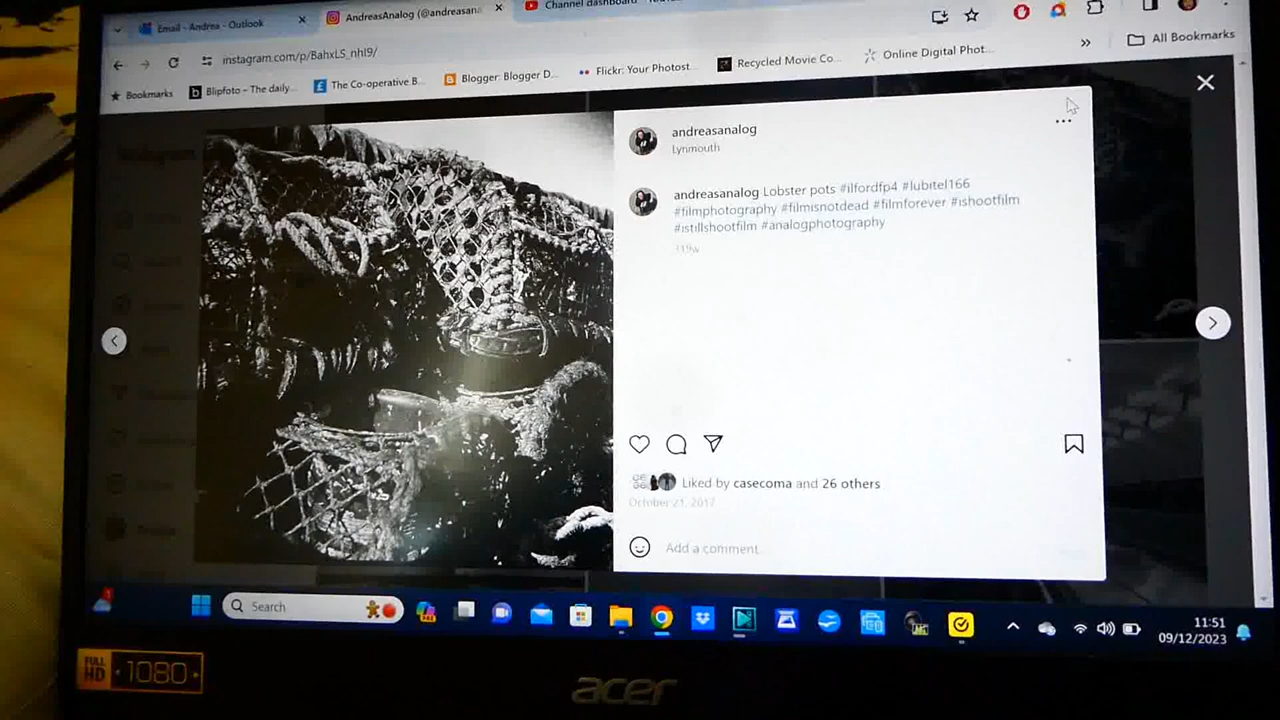 Email - Andrea - Outlook
AndreasAnalog (@andreasana
Channel dashboard
instagram.com/p/BahxLS_nhI9/
Bookmarks
Blipfoto – The daily...
The Co-operative B...
Blogger: Blogger D...
Flickr: Your Photost...
Recycled Movie Co...
Online Digital Phot...
All Bookmarks
andreasanalog
Lynmouth
andreasanalog Lobster pots #ilfordfp4 #lubitel166
#filmphotography #filmisnotdead #filmforever #ishootfilm
#istillshootfilm #analogphotography
319w
Liked by casecoma and 26 others
October 21, 2017
Add a comment...
Search
11:51
09/12/2023
FULL HD 1080
acer